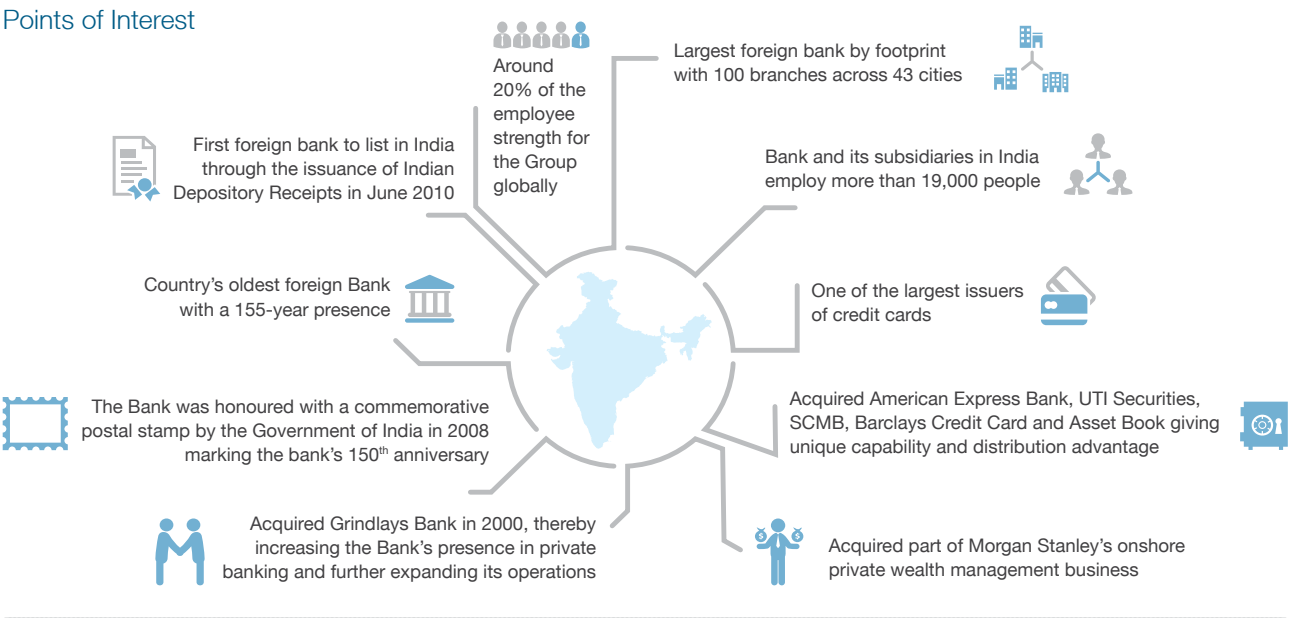 Points of Interest
Around
20% of the
employee
strength for
the Group
globally
Largest foreign bank by footprint
with 100 branches across 43 cities
First foreign bank to list in India
through the issuance of Indian
Depository Receipts in June 2010
Bank and its subsidiaries in India
employ more than 19,000 people
Country’s oldest foreign Bank
with a 155-year presence
One of the largest issuers
of credit cards
The Bank was honoured with a commemorative
postal stamp by the Government of India in 2008
marking the bank’s 150th anniversary
Acquired American Express Bank, UTI Securities,
SCMB, Barclays Credit Card and Asset Book giving
unique capability and distribution advantage
Acquired Grindlays Bank in 2000, thereby
increasing the Bank’s presence in private
banking and further expanding its operations
Acquired part of Morgan Stanley’s onshore
private wealth management business